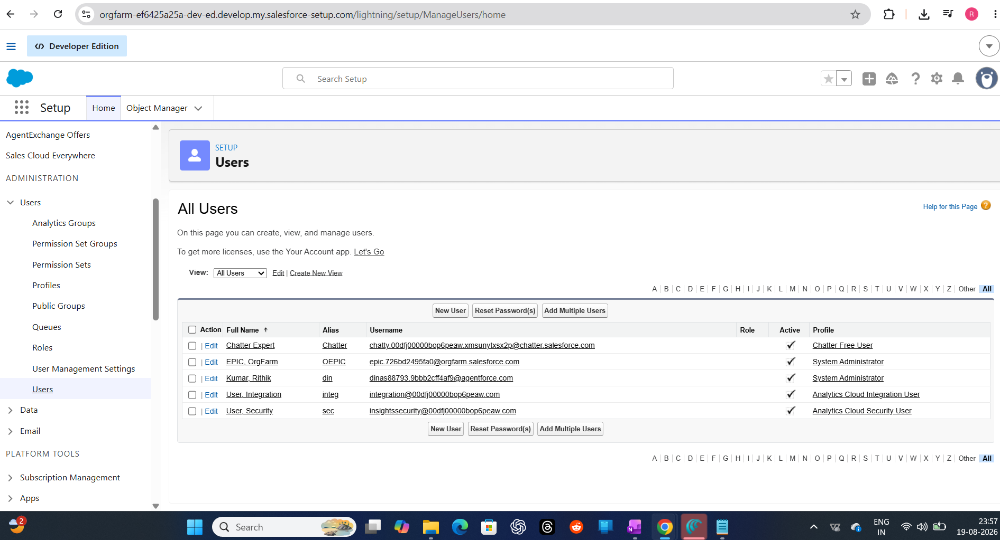 orgfarm-ef6425a25a-dev-ed.develop.my.salesforce-setup.com/lightning/setup/ManageUsers/home
R
Developer Edition
Search Setup
Setup
Home
Object Manager
AgentExchange Offers
Sales Cloud Everywhere
ADMINISTRATION
Users
Analytics Groups
Permission Set Groups
Permission Sets
Profiles
Public Groups
Queues
Roles
User Management Settings
Users
Data
Email
PLATFORM TOOLS
Subscription Management
Apps
SETUP
Users
All Users
Help for this Page ?
On this page you can create, view, and manage users.
To get more licenses, use the Your Account app. Let's Go
View: All Users Edit | Create New View
A | B | C | D | E | F | G | H | I | J | K | L | M | N | O | P | Q | R | S | T | U | V | W | X | Y | Z | Other | All
New User Reset Password(s) Add Multiple Users
Action Full Name ↑ Alias Username Role Active Profile
| Edit Chatter Expert Chatter chatty.00dfj00000bop6peaw.xmsunytxsx2p@chatter.salesforce.com Chatter Free User
| Edit EPIC, OrgFarm OEPIC epic.726bd2495fa0@orgfarm.salesforce.com System Administrator
| Edit Kumar, Rithik din dinas88793.9bbb2cff4af9@agentforce.com System Administrator
| Edit User, Integration integ integration@00dfj00000bop6peaw.com Analytics Cloud Integration User
| Edit User, Security sec insightssecurity@00dfj00000bop6peaw.com Analytics Cloud Security User
New User Reset Password(s) Add Multiple Users
A | B | C | D | E | F | G | H | I | J | K | L | M | N | O | P | Q | R | S | T | U | V | W | X | Y | Z | Other | All
2
Search
N
ENG
IN
23:57
19-08-2026